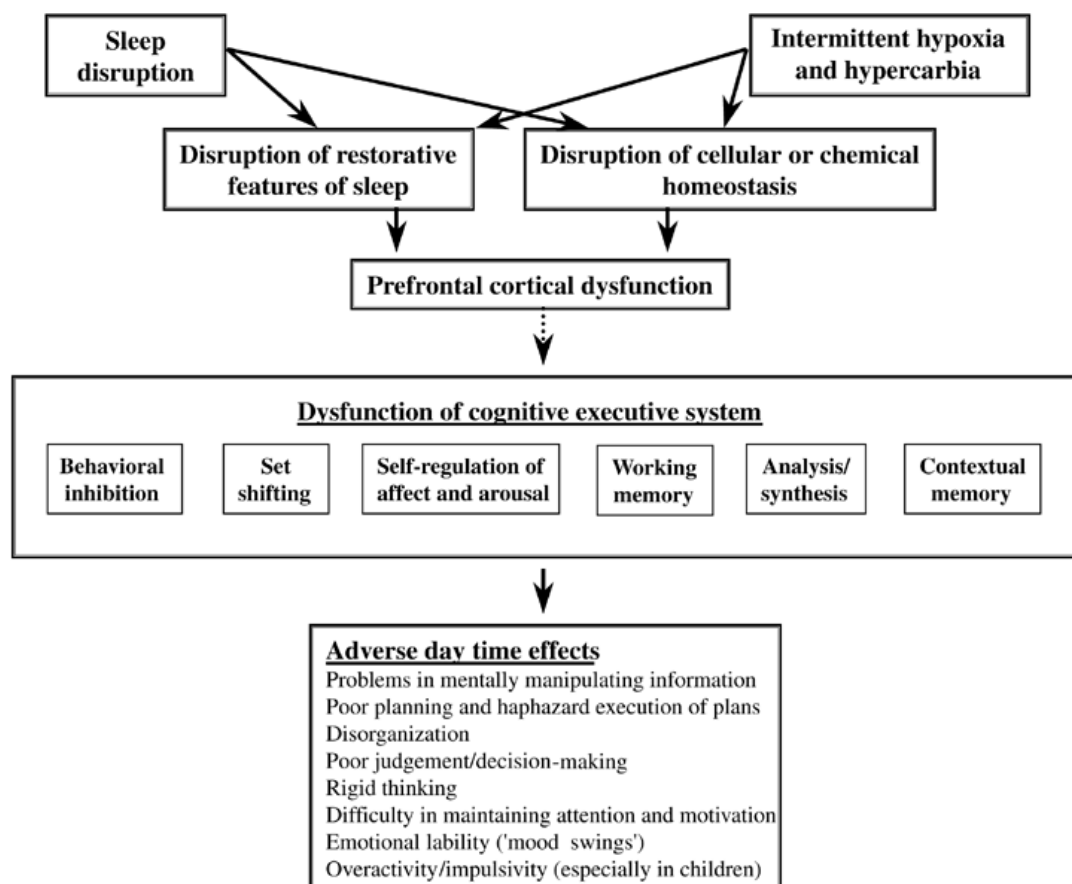 Sleep
disruption
Intermittent hypoxia
and hypercarbia
Disruption of restorative
features of sleep
Disruption of cellular or chemical
homeostasis
Prefrontal cortical dysfunction
Dysfunction of cognitive executive system
Behavioral
inhibition
Set
shifting
Self-regulation of
affect and arousal
Working
memory
Analysis/
synthesis
Contextual
memory
Adverse day time effects
Problems in mentally manipulating information
Poor planning and haphazard execution of plans
Disorganization
Poor judgement/decision-making
Rigid thinking
Difficulty in maintaining attention and motivation
Emotional lability ('mood swings')
Overactivity/impulsivity (especially in children)